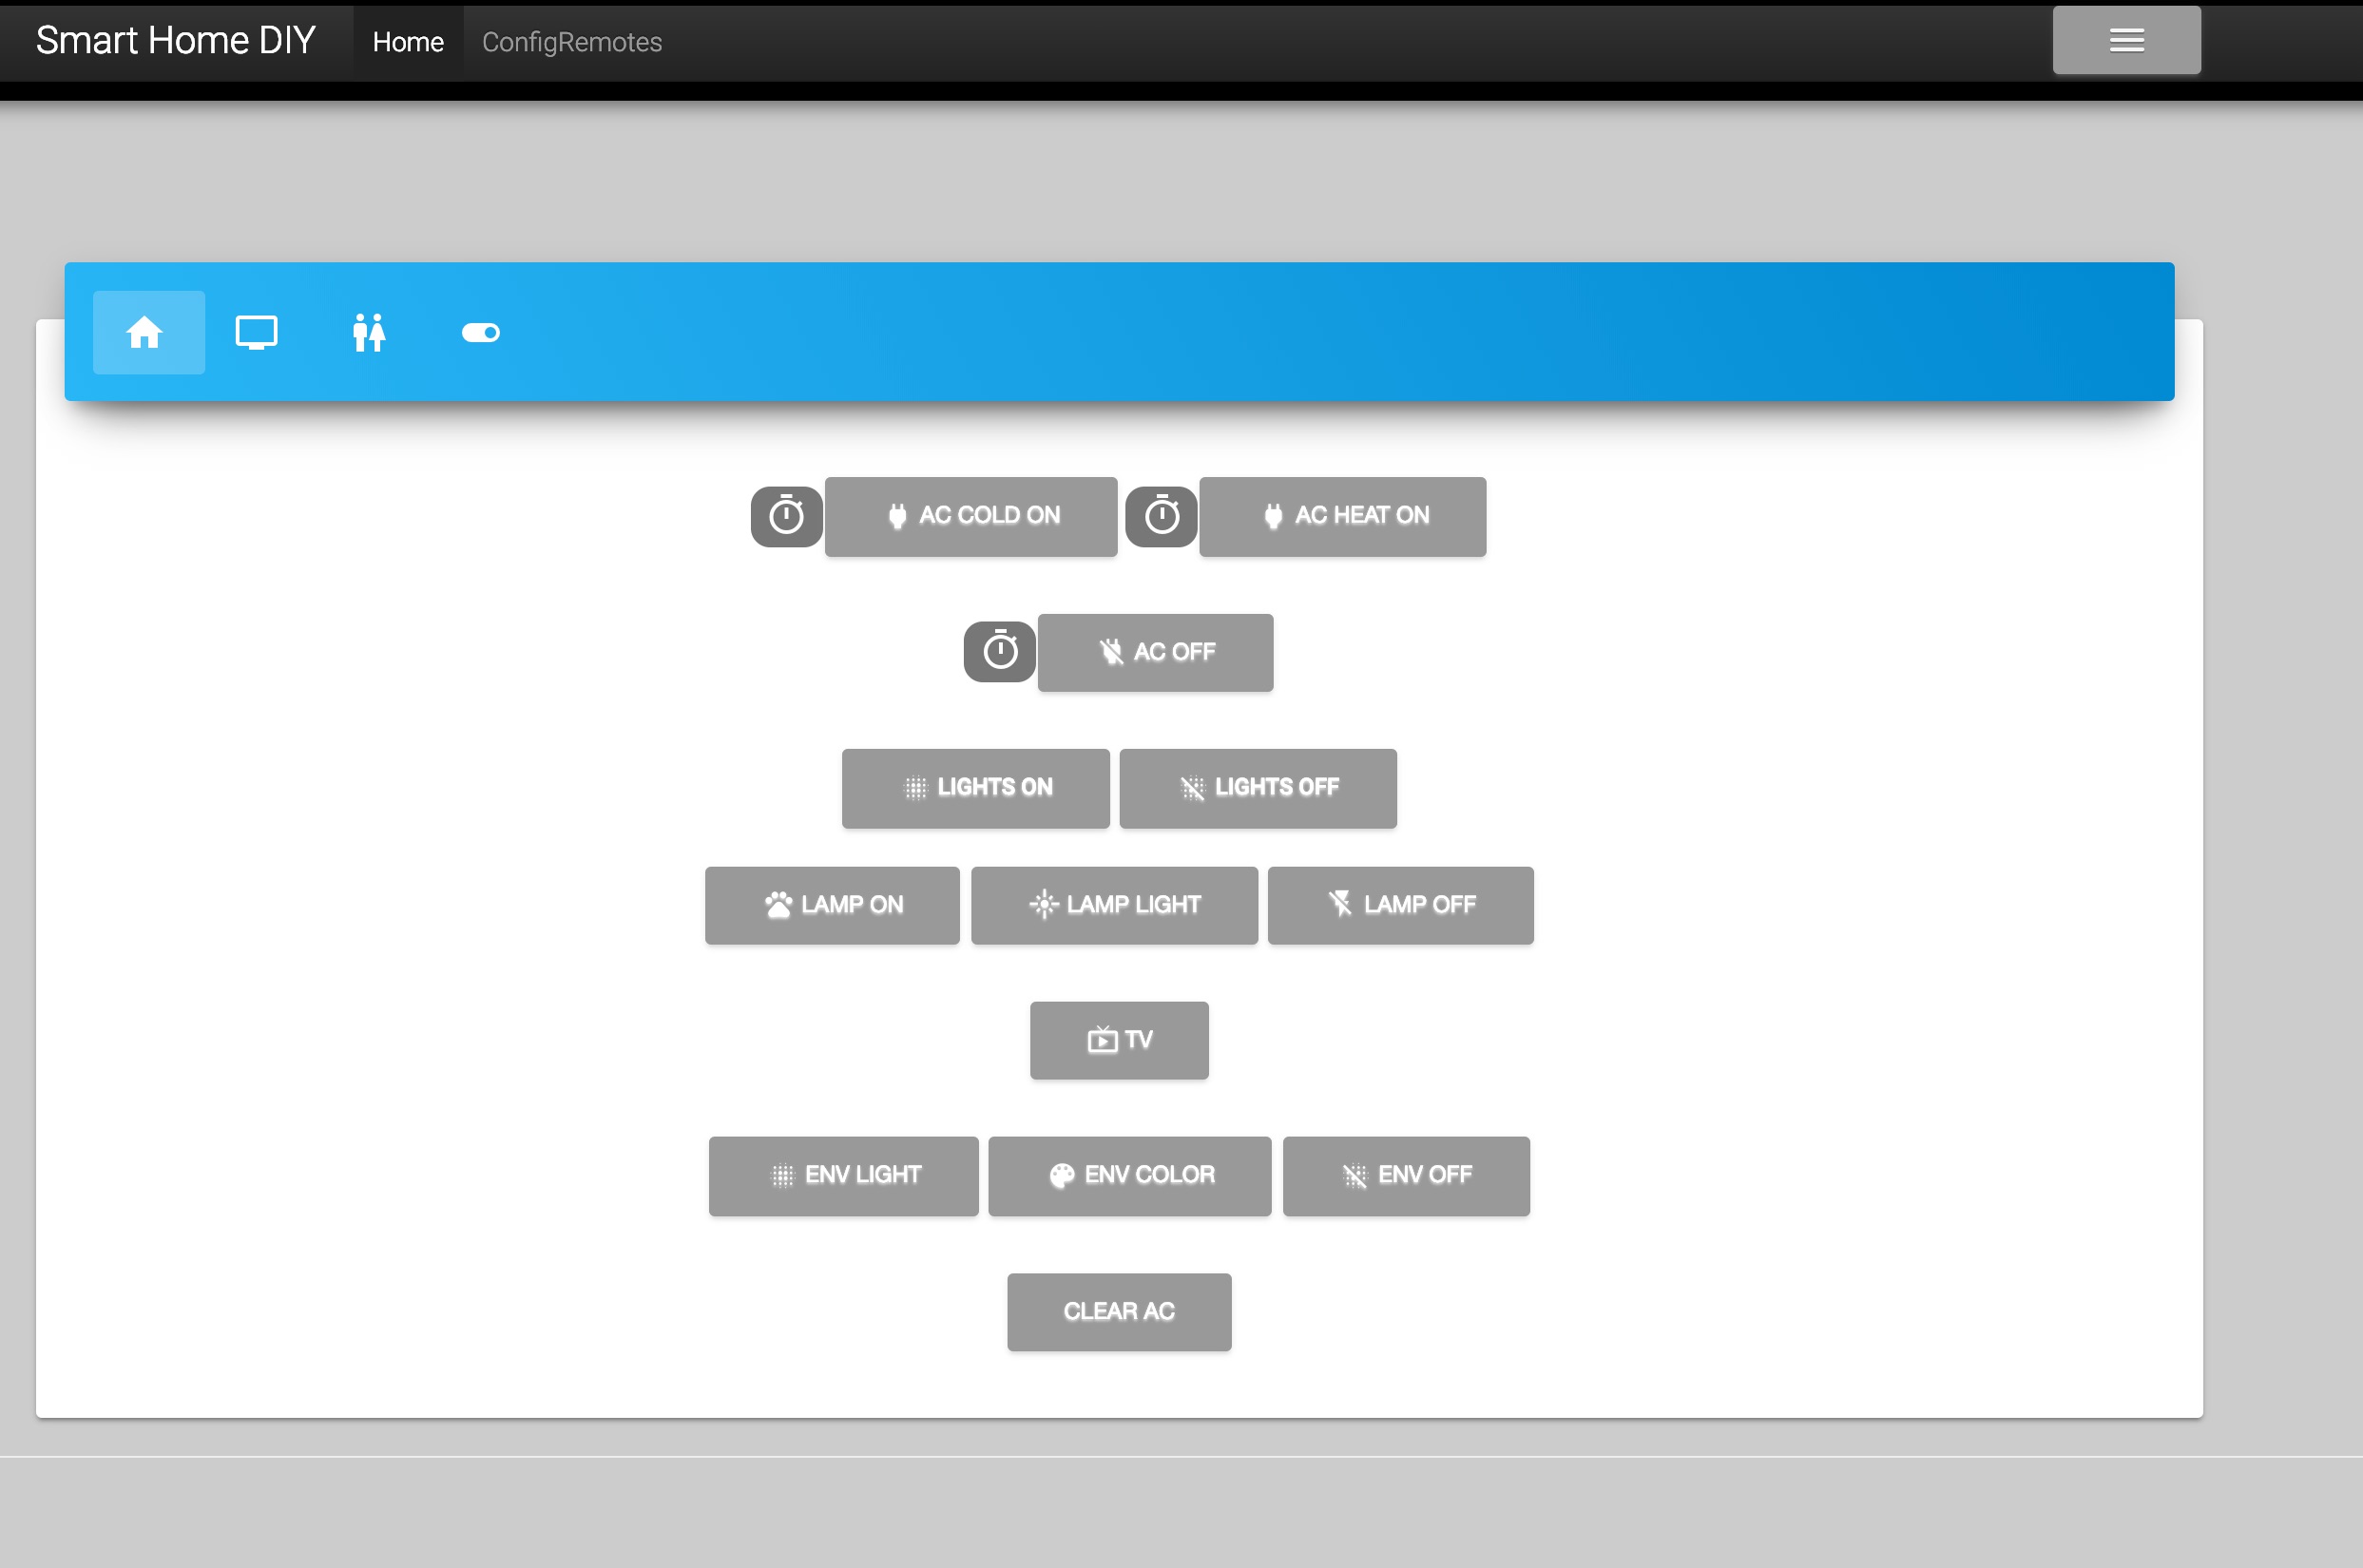 Smart Home DIY Home ConfigRemotes
AC COLD ON AC HEAT ON
AC OFF
LIGHTS ON LIGHTS OFF
LAMP ON LAMP LIGHT LAMP OFF
TV
ENV LIGHT ENV COLOR ENV OFF
CLEAR AC